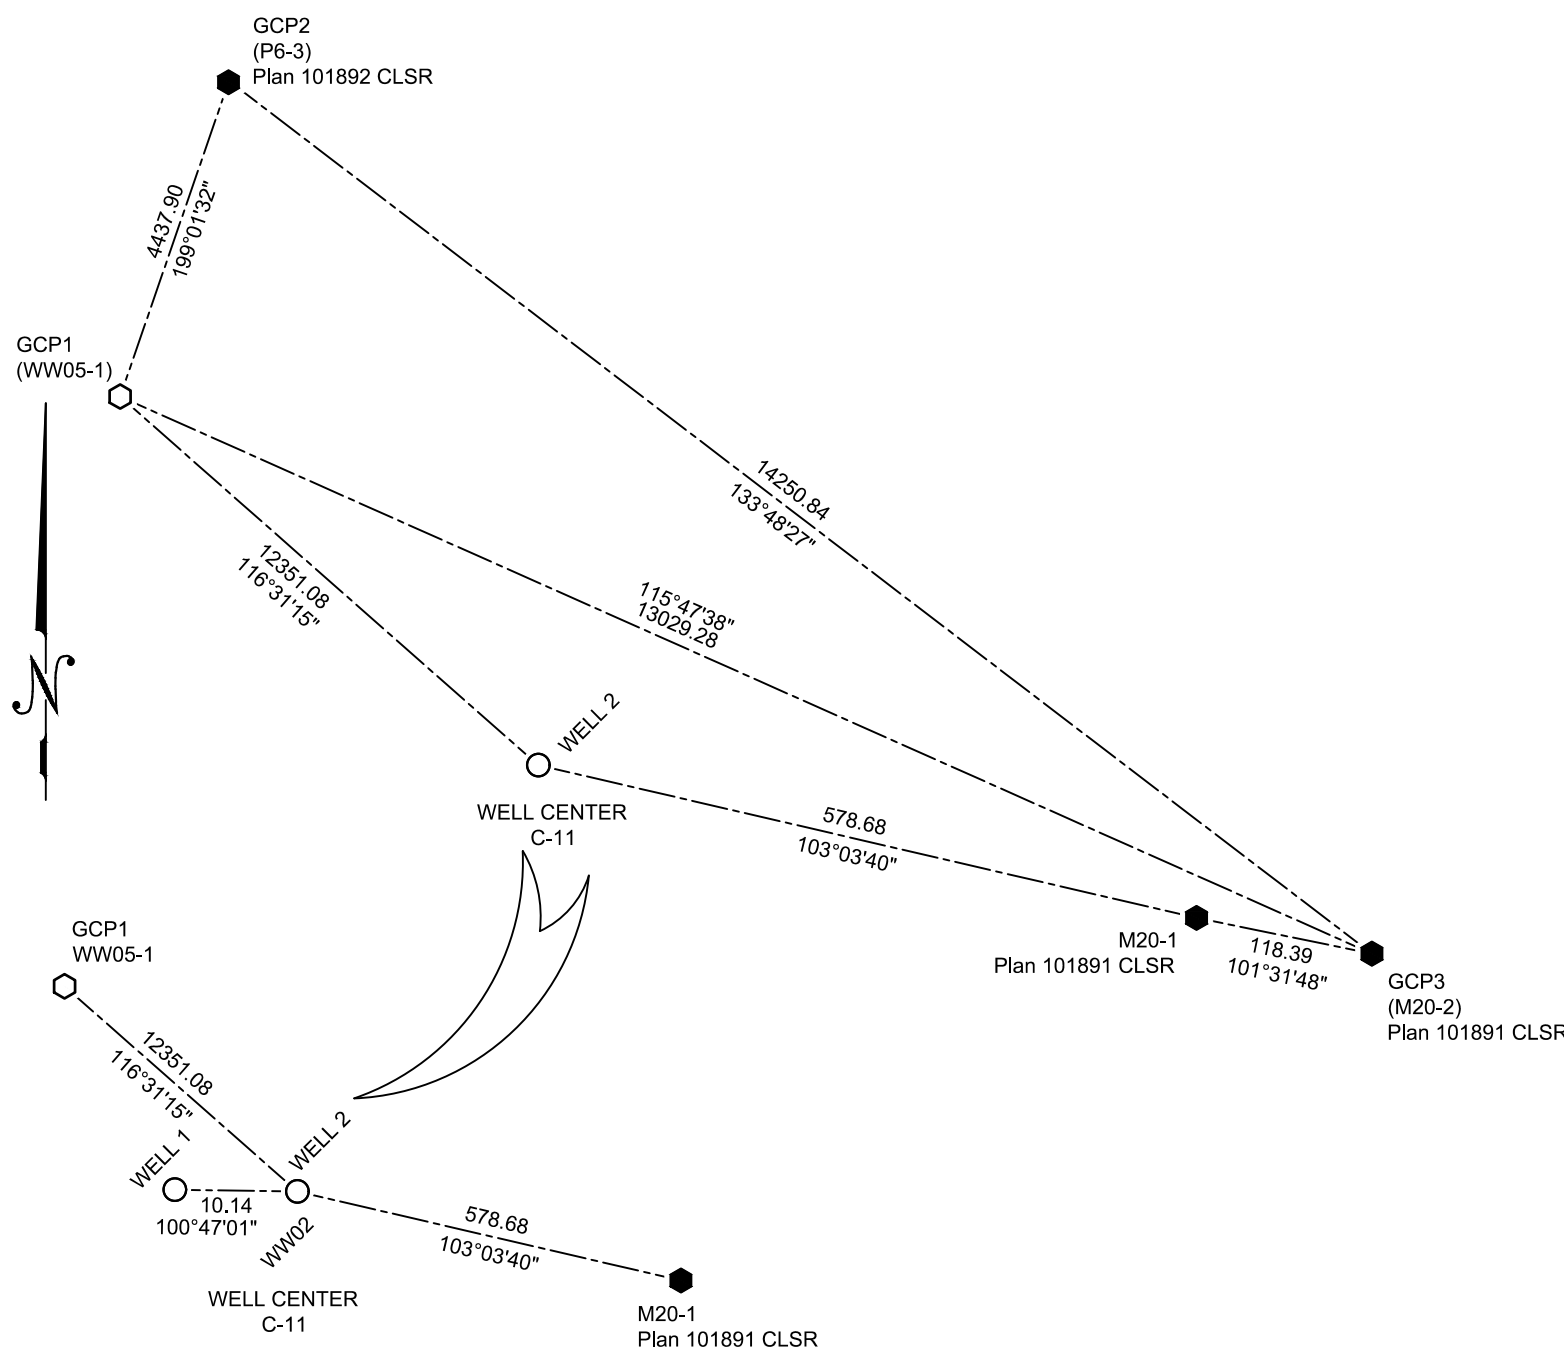 GCP2
(P6-3)
Plan 101892 CLSR
4437.90
199°01'32"
GCP1
(WW05-1)
14250.84
133°48'27"
12351.08
116°31'15"
115°47'38"
13029.28
N
WELL 2
WELL CENTER
C-11
578.68
103°03'40"
M20-1
Plan 101891 CLSR
118.39
101°31'48"
GCP3
(M20-2)
Plan 101891 CLSR
GCP1
WW05-1
12351.08
116°31'15"
WELL 1
WELL 2
10.14
100°47'01"
WW02
578.68
103°03'40"
WELL CENTER
C-11
M20-1
Plan 101891 CLSR